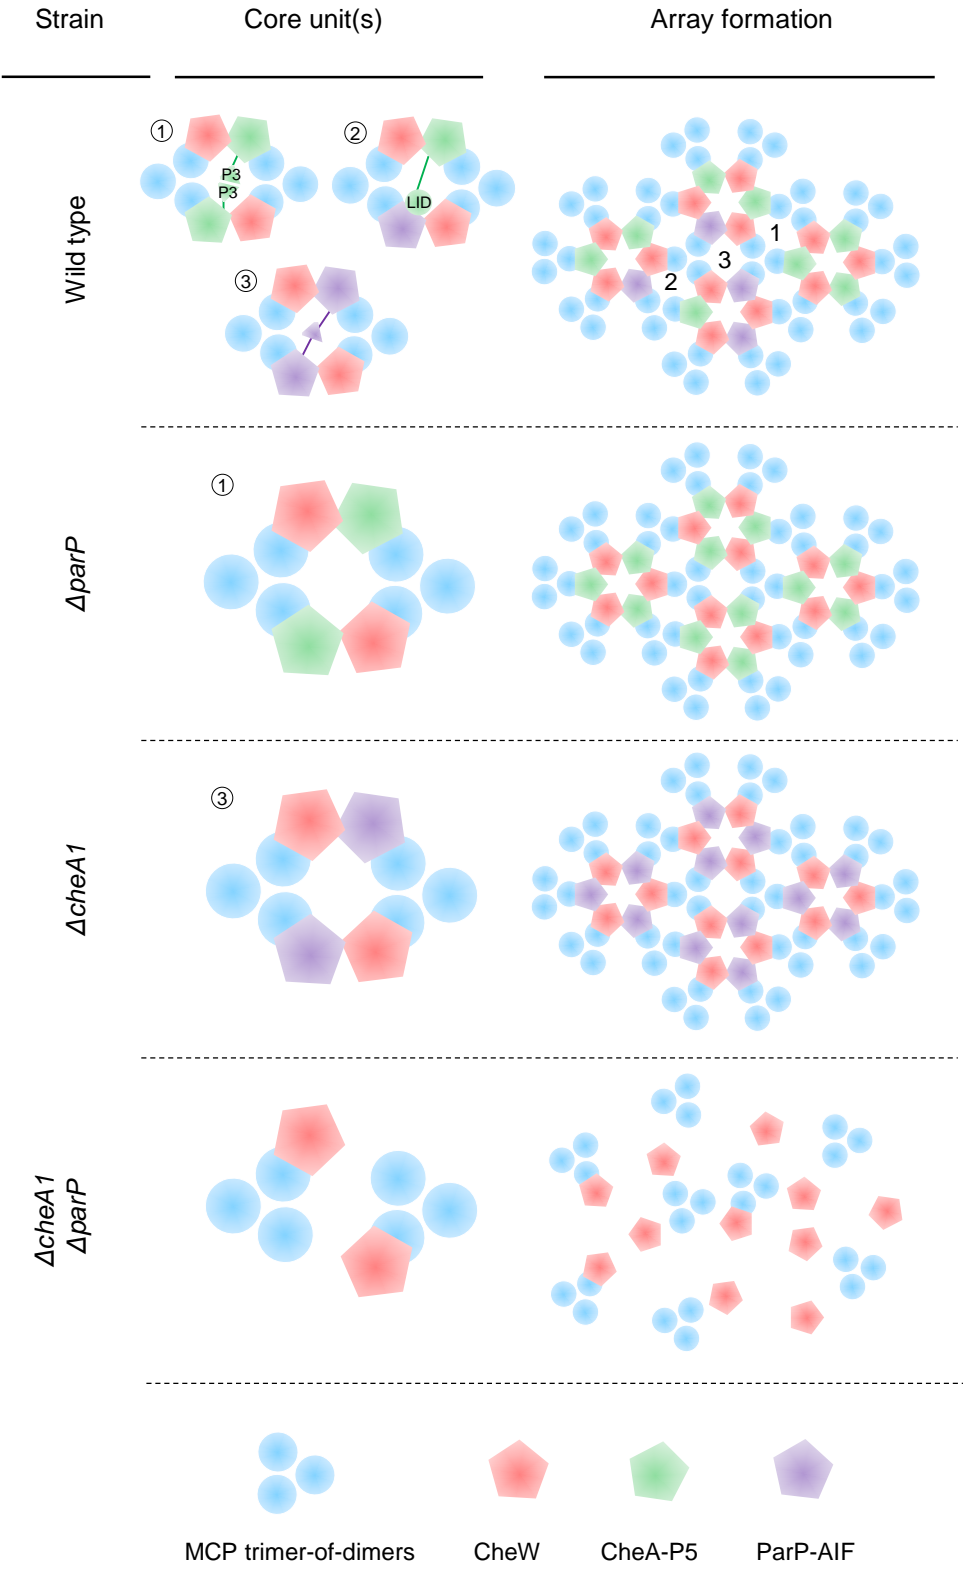 Strain Core unit(s) Array formation
Wild type
① ②
P3
P3
LID
③
1
3
2
ΔparP
①
ΔcheA1
③
ΔcheA1
ΔparP
MCP trimer-of-dimers CheW CheA-P5 ParP-AIF